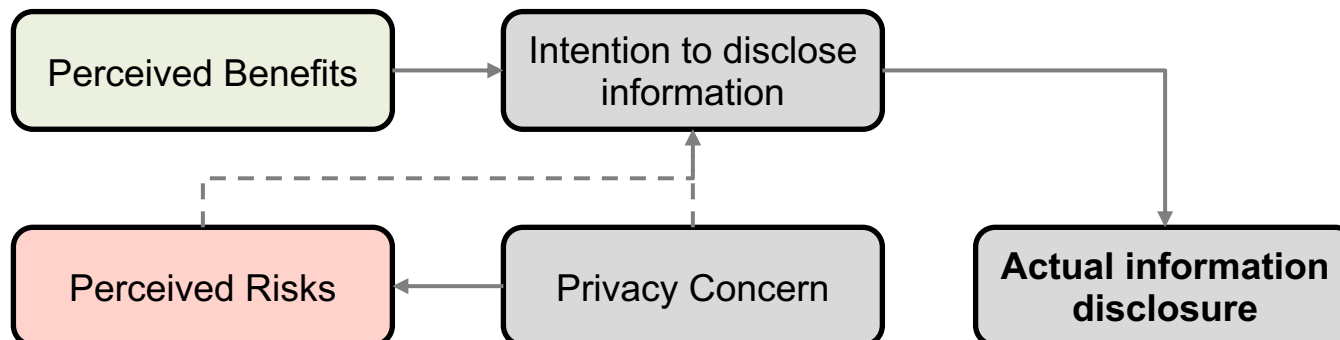 Perceived Benefits
Intention to disclose
information
Perceived Risks
Privacy Concern
Actual information
disclosure